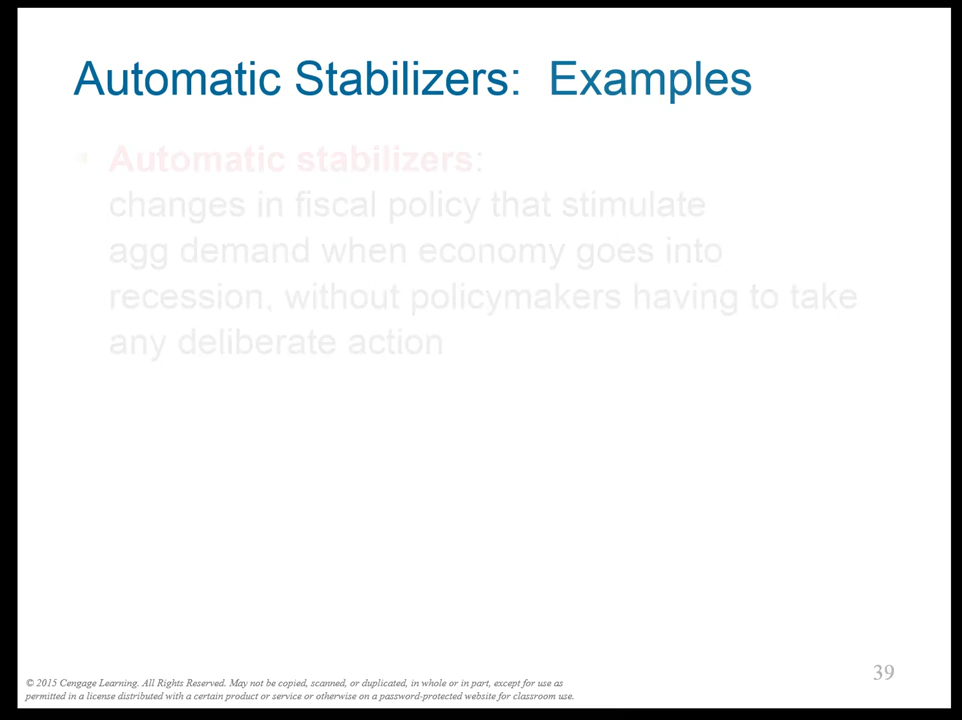 Automatic Stabilizers:  Examples
Automatic stabilizers:
changes in fiscal policy that stimulate
agg demand when economy goes into
recession, without policymakers having to take
any deliberate action
39
© 2015 Cengage Learning. All Rights Reserved. May not be copied, scanned, or duplicated, in whole or in part, except for use as
permitted in a license distributed with a certain product or service or otherwise on a password-protected website for classroom use.